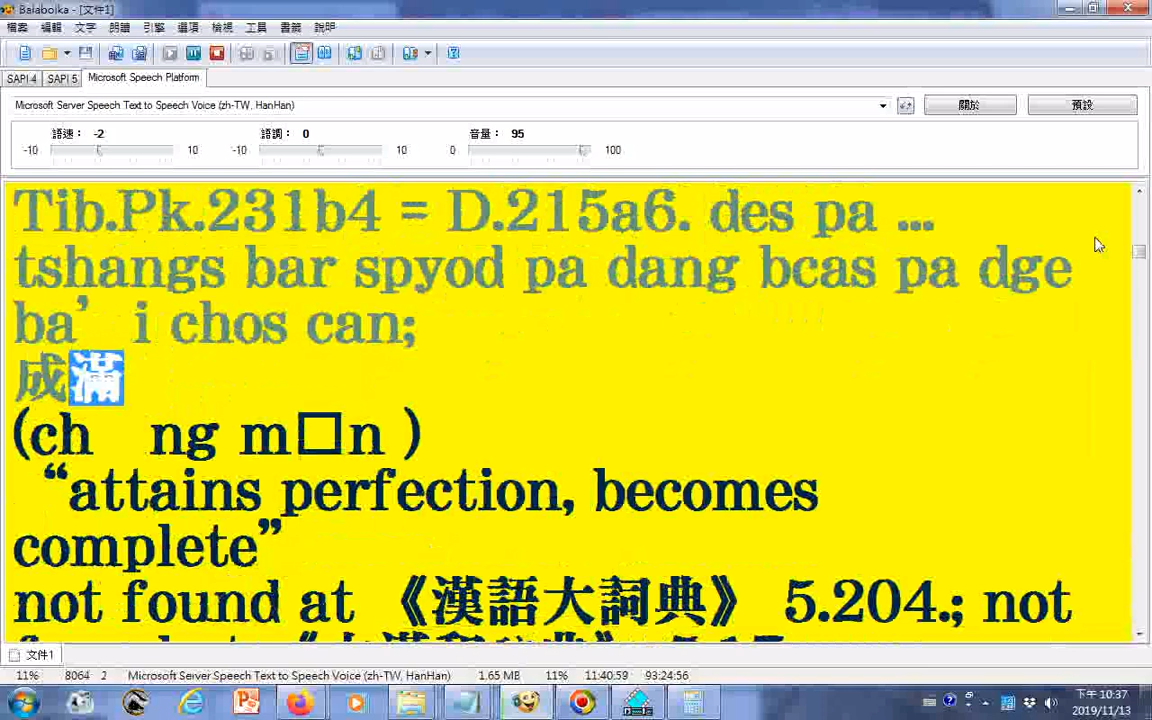 Balabolka - [文件1]
檔案 編輯 文字 朗讀 引擎 選項 檢視 工具 書籤 說明
SAPI 4 SAPI 5 Microsoft Speech Platform
Microsoft Server Speech Text to Speech Voice (zh-TW, HanHan) 關於 預設
語速： -2 語調： 0 音量： 95
-10 10 -10 10 0 100
Tib.Pk.231b4 = D.215a6. des pa ...
tshangs bar spyod pa dang bcas pa dge
ba’ i chos can;
成滿
(ch ng m□n )
“attains perfection, becomes
complete”
not found at 《漢語大詞典》 5.204.; not
文件1
11% 8064 2 Microsoft Server Speech Text to Speech Voice (zh-TW, HanHan) 1.65 MB 11% 11:40:59 93:24:56
下午 10:37
2019/11/13